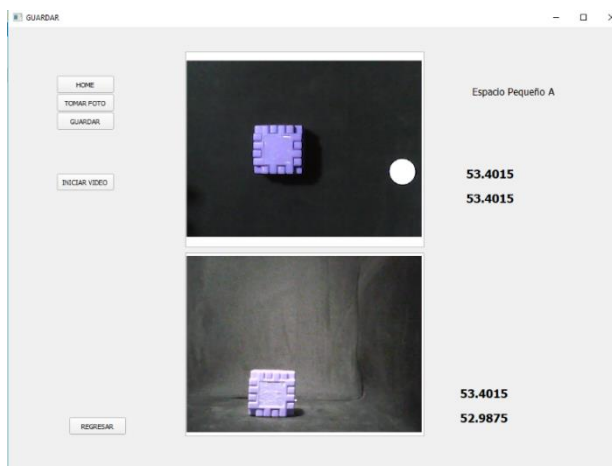 GUARDAR
HOME
TOMAR FOTO
GUARDAR
INICIAR VIDEO
Espacio Pequeño A
53.4015
53.4015
53.4015
52.9875
REGRESAR